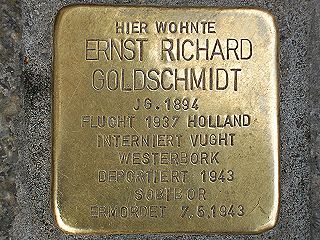 HIER WOHNTE
ERNST RICHARD
GOLDSCHMIDT
JG. 1894
FLUCHT 1937 HOLLAND
INTERNIERT VUGHT
WESTERBORK
DEPORTIERT 1943
SOBIBOR
ERMORDET 7.5.1943